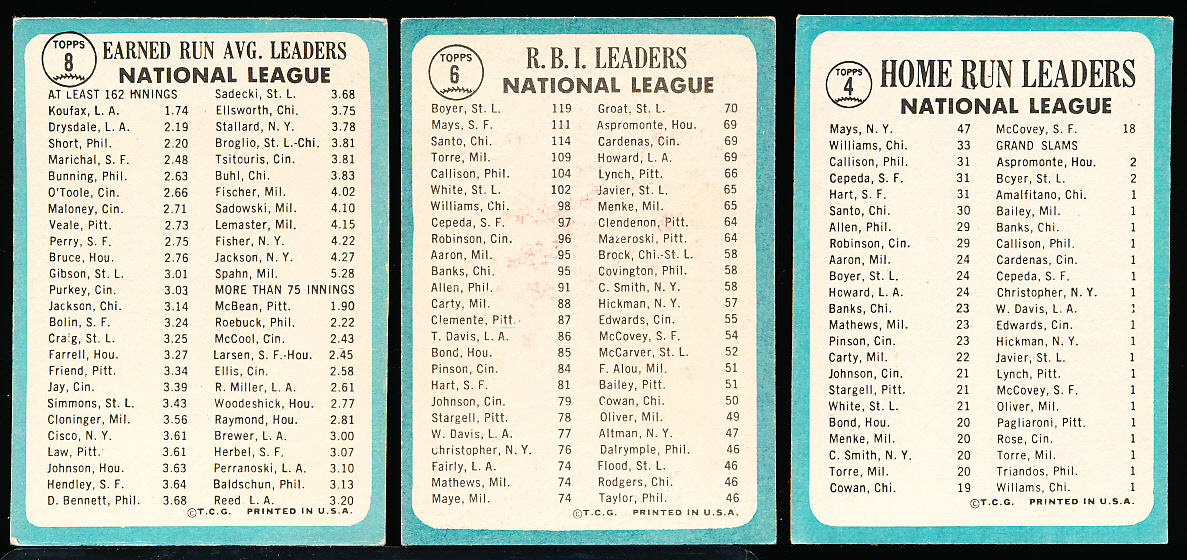 TOPPS
8
EARNED RUN AVG. LEADERS
NATIONAL LEAGUE
AT LEAST 162 INNINGS
Koufax, L. A. 1.74
Drysdale, L. A. 2.19
Short, Phil. 2.20
Marichal, S. F. 2.48
Bunning, Phil. 2.63
O'Toole, Cin. 2.66
Maloney, Cin. 2.71
Veale, Pitt. 2.73
Perry, S. F. 2.75
Bruce, Hou. 2.76
Gibson, St. L. 3.01
Purkey, Cin. 3.03
Jackson, Chi. 3.14
Bolin, S. F. 3.24
Craig, St. L. 3.25
Farrell, Hou. 3.27
Friend, Pitt. 3.34
Jay, Cin. 3.39
Simmons, St. L. 3.43
Cloninger, Mil. 3.56
Cisco, N. Y. 3.61
Law, Pitt. 3.61
Johnson, Hou. 3.63
Hendley, S. F. 3.64
D. Bennett, Phil. 3.68
Sadecki, St. L. 3.68
Ellsworth, Chi. 3.75
Stallard, N. Y. 3.78
Broglio, St. L.-Chi. 3.81
Tsitouris, Cin. 3.81
Buhl, Chi. 3.83
Fischer, Mil. 4.02
Sadowski, Mil. 4.10
Lemaster, Mil. 4.15
Fisher, N. Y. 4.22
Jackson, N. Y. 4.27
Spahn, Mil. 5.28
MORE THAN 75 INNINGS
McBean, Pitt. 1.90
Roebuck, Phil. 2.22
McCool, Cin. 2.43
Larsen, S. F.-Hou. 2.45
Ellis, Cin. 2.58
R. Miller, L. A. 2.61
Woodeshick, Hou. 2.77
Raymond, Hou. 2.81
Brewer, L. A. 3.00
Herbel, S. F. 3.07
Perranoski, L. A. 3.10
Baldschun, Phil. 3.13
Reed L. A. 3.20
©T.C.G. PRINTED IN U.S.A.
TOPPS
6
R.B.I. LEADERS
NATIONAL LEAGUE
Boyer, St. L. 119
Mays, S. F. 111
Santo, Chi. 114
Torre, Mil. 109
Callison, Phil. 104
White, St. L. 102
Williams, Chi. 98
Cepeda, S. F. 97
Robinson, Cin. 96
Aaron, Mil. 95
Banks, Chi. 95
Allen, Phil. 91
Carty, Mil. 88
Clemente, Pitt. 87
T. Davis, L. A. 86
Bond, Hou. 85
Pinson, Cin. 84
Hart, S. F. 81
Johnson, Cin. 79
Stargell, Pitt. 78
W. Davis, L. A. 77
Christopher, N. Y. 76
Fairly, L. A. 74
Mathews, Mil. 74
Maye, Mil. 74
Groat, St. L. 70
Aspromonte, Hou. 69
Cardenas, Cin. 69
Howard, L. A. 69
Lynch, Pitt. 66
Javier, St. L. 65
Menke, Mil. 65
Clendenon, Pitt. 64
Mazeroski, Pitt. 64
Brock, Chi.-St. L. 58
Covington, Phil. 58
C. Smith, N. Y. 58
Hickman, N. Y. 57
Edwards, Cin. 55
McCovey, S. F. 54
McCarver, St. L. 52
F. Alou, Mil. 51
Bailey, Pitt. 51
Cowan, Chi. 50
Oliver, Mil. 49
Altman, N. Y. 47
Dalrymple, Phil. 46
Flood, St. L. 46
Rodgers, Chi. 46
Taylor, Phil. 46
©T.C.G. PRINTED IN U.S.A.
TOPPS
4
HOME RUN LEADERS
NATIONAL LEAGUE
Mays, N. Y. 47
Williams, Chi. 33
Callison, Phil. 31
Cepeda, S. F. 31
Hart, S. F. 31
Santo, Chi. 30
Allen, Phil. 29
Robinson, Cin. 29
Aaron, Mil. 24
Boyer, St. L. 24
Howard, L. A. 24
Banks, Chi. 23
Mathews, Mil. 23
Pinson, Cin. 23
Carty, Mil. 22
Johnson, Cin. 21
Stargell, Pitt. 21
White, St. L. 21
Bond, Hou. 20
Menke, Mil. 20
C. Smith, N. Y. 20
Torre, Mil. 20
Cowan, Chi. 19
McCovey, S. F. 18
GRAND SLAMS
Aspromonte, Hou. 2
Boyer, St. L. 2
Amalfitano, Chi. 1
Bailey, Mil. 1
Banks, Chi. 1
Callison, Phil. 1
Cardenas, Cin. 1
Cepeda, S. F. 1
Christopher, N. Y. 1
W. Davis, L. A. 1
Edwards, Cin. 1
Hickman, N. Y. 1
Javier, St. L. 1
Lynch, Pitt. 1
McCovey, S. F. 1
Oliver, Mil. 1
Pagliaroni, Pitt. 1
Rose, Cin. 1
Torre, Mil. 1
Triandos, Phil. 1
Willams, Chi. 1
©T.C.G. PRINTED IN U.S.A.